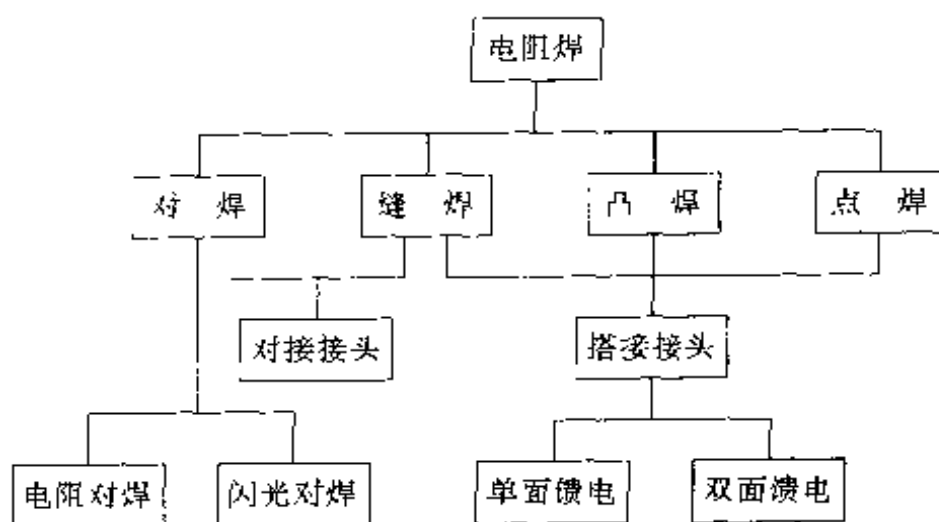 电阻焊
对 焊
缝 焊
凸 焊
点 焊
对接接头
搭接接头
电阻对焊
闪光对焊
单面馈电
双面馈电